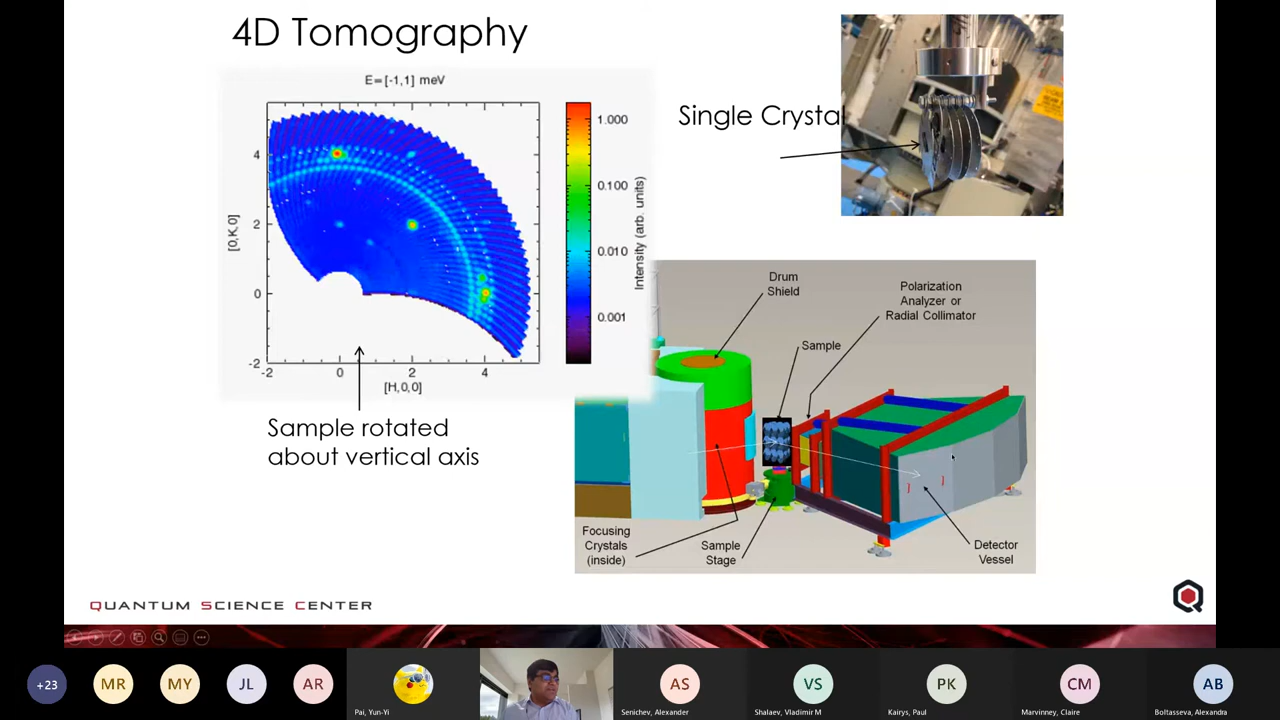 4D Tomography
E=[-1,1] meV
[0,K,0]
4
2
0
-2
-2
0
2
4
[H,0,0]
1.000
0.100
0.010
0.001
Intensity (arb. units)
Sample rotated
about vertical axis
Single Crystal
Drum
Shield
Polarization
Analyzer or
Radial Collimator
Sample
Focusing
Crystals
(inside)
Sample
Stage
Detector
Vessel
QUANTUM SCIENCE CENTER
+23
MR
MY
JL
AR
Pai, Yun-Yi
AS
Senichev, Alexander
VS
Shalaev, Vladimir M
PK
Kairys, Paul
CM
Marvinney, Claire
AB
Boltasseva, Alexandra